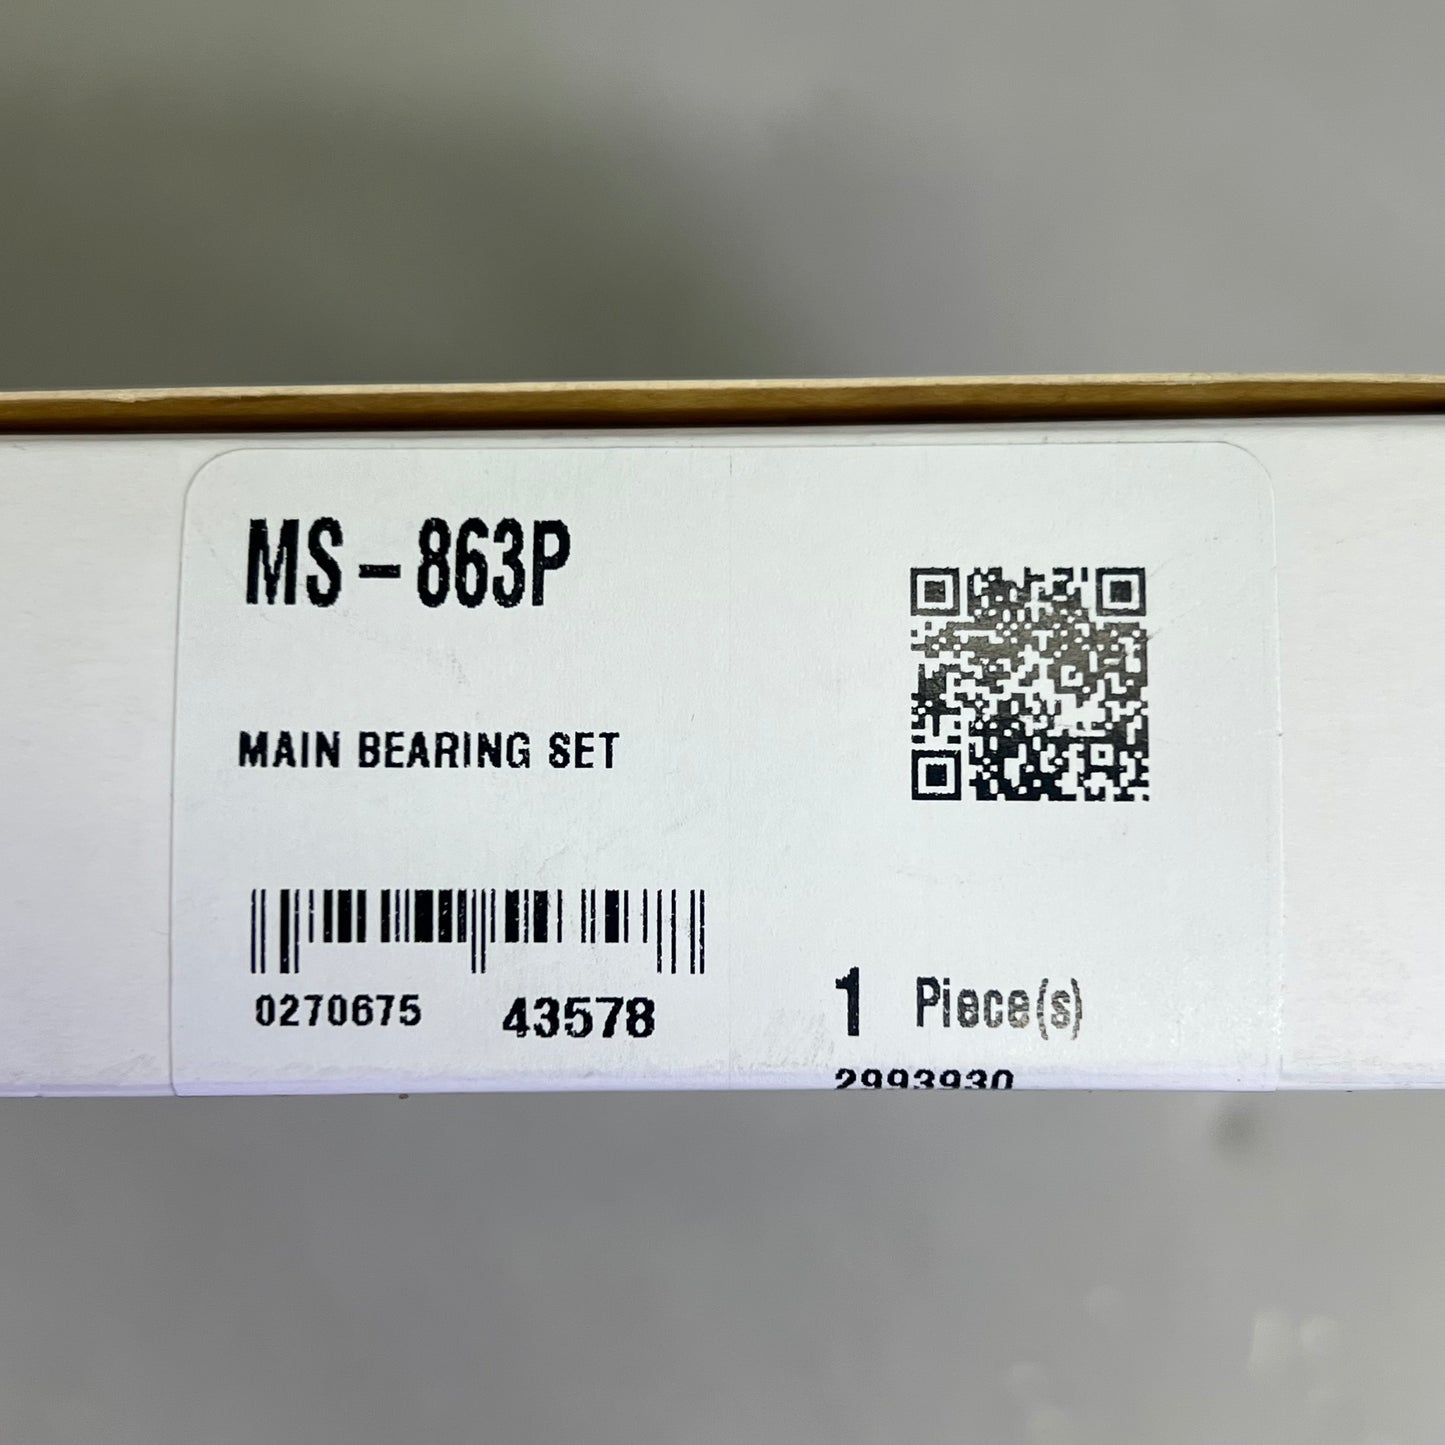 MS-863P
MAIN BEARING SET
0270675 43578
1 Piece(s)
2993930